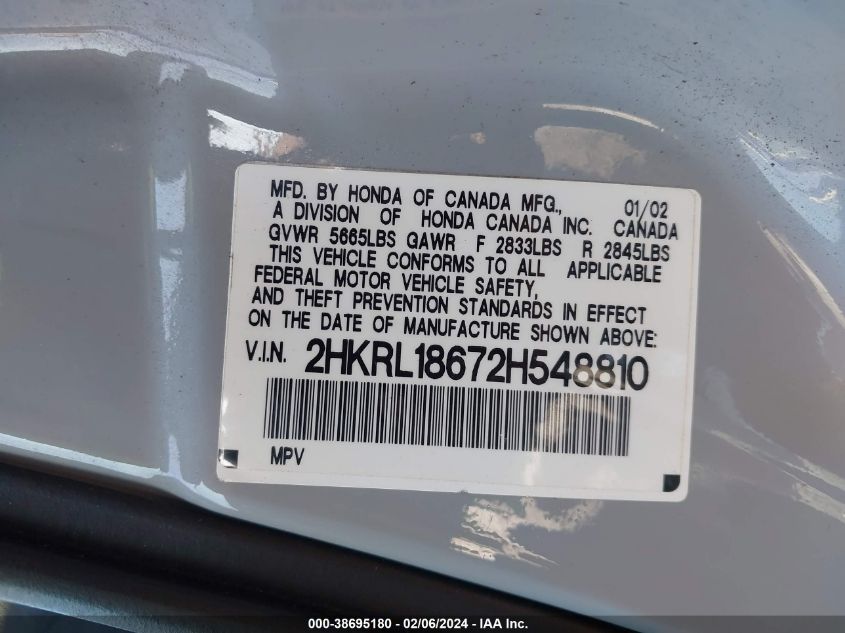 MFD. BY HONDA OF CANADA MFG., 01/02
A DIVISION OF HONDA CANADA INC. CANADA
GVWR 5665LBS GAWR F 2833LBS R 2845LBS
THIS VEHICLE CONFORMS TO ALL APPLICABLE
FEDERAL MOTOR VEHICLE SAFETY,
AND THEFT PREVENTION STANDARDS IN EFFECT
ON THE DATE OF MANUFACTURE SHOWN ABOVE:
V.I.N. 2HKRL18672H548810
MPV
000-38695180 - 02/06/2024 - IAA Inc.